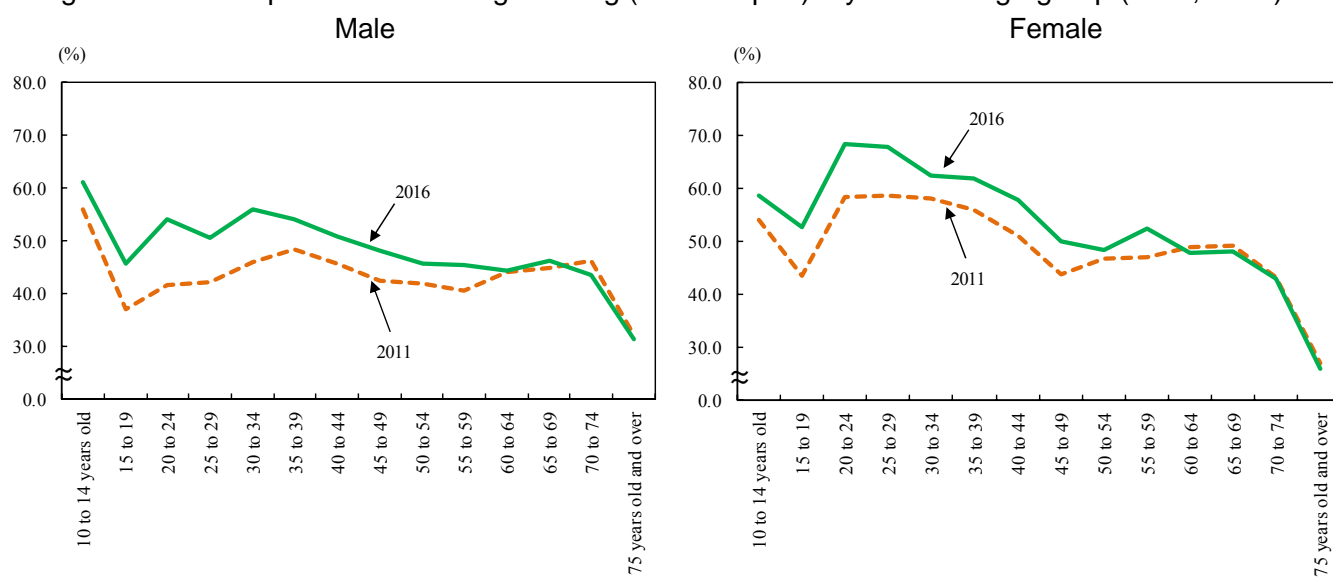 Male
Female
(%)
(%)
80.0
70.0
60.0
50.0
40.0
30.0
0.0
2016
2011
10 to 14 years old
15 to 19
20 to 24
25 to 29
30 to 34
35 to 39
40 to 44
45 to 49
50 to 54
55 to 59
60 to 64
65 to 69
70 to 74
75 years old and over
80.0
70.0
60.0
50.0
40.0
30.0
0.0
2016
2011
10 to 14 years old
15 to 19
20 to 24
25 to 29
30 to 34
35 to 39
40 to 44
45 to 49
50 to 54
55 to 59
60 to 64
65 to 69
70 to 74
75 years old and over